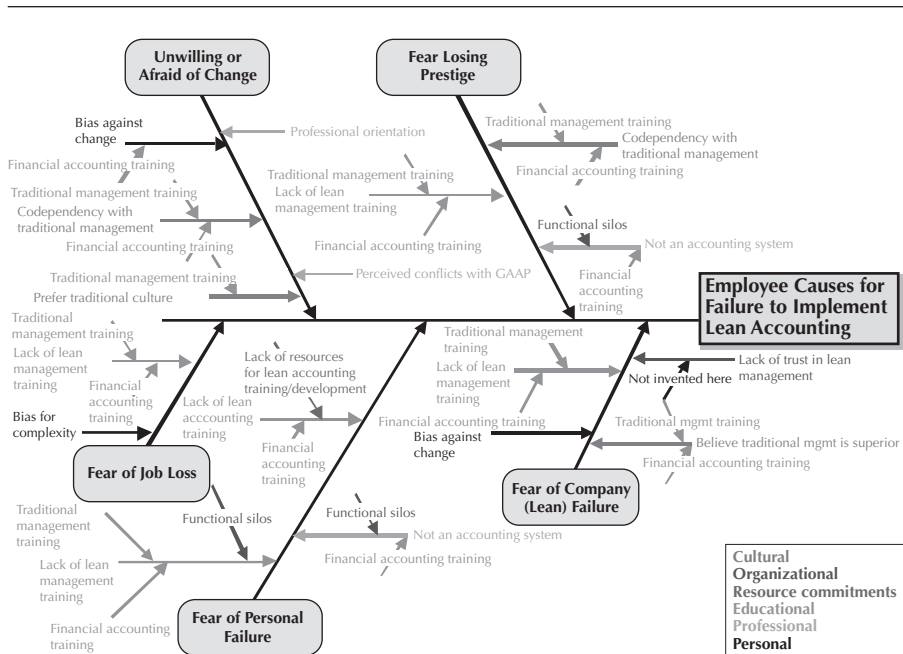 Unwilling or
Afraid of Change
Fear Losing
Prestige
Bias against
change
Professional orientation
Financial accounting training
Traditional management training
Codependency with
traditional management
Financial accounting training
Traditional management training
Prefer traditional culture
Perceived conflicts with GAAP
Traditional management training
Lack of lean
management training
Financial accounting training
Traditional management training
Codependency with
traditional management
Financial accounting training
Functional silos
Not an accounting system
Financial
accounting
training
Employee Causes for
Failure to Implement
Lean Accounting
Traditional
management training
Lack of lean
management
training
Financial
accounting
training
Bias for
complexity
Fear of Job Loss
Lack of resources
for lean accounting
training/development
Lack of lean
acccounting
training
Financial
accounting
training
Traditional management
training
Lack of lean
management
training
Financial accounting training
Bias against
change
Lack of trust in lean
management
Not invented here
Traditional mgmt training
Believe traditional mgmt is superior
Financial accounting training
Fear of Company
(Lean) Failure
Traditional
management
training
Functional silos
Lack of lean
management
training
Financial accounting
training
Functional silos
Not an accounting system
Financial accounting training
Fear of Personal
Failure
Cultural
Organizational
Resource commitments
Educational
Professional
Personal